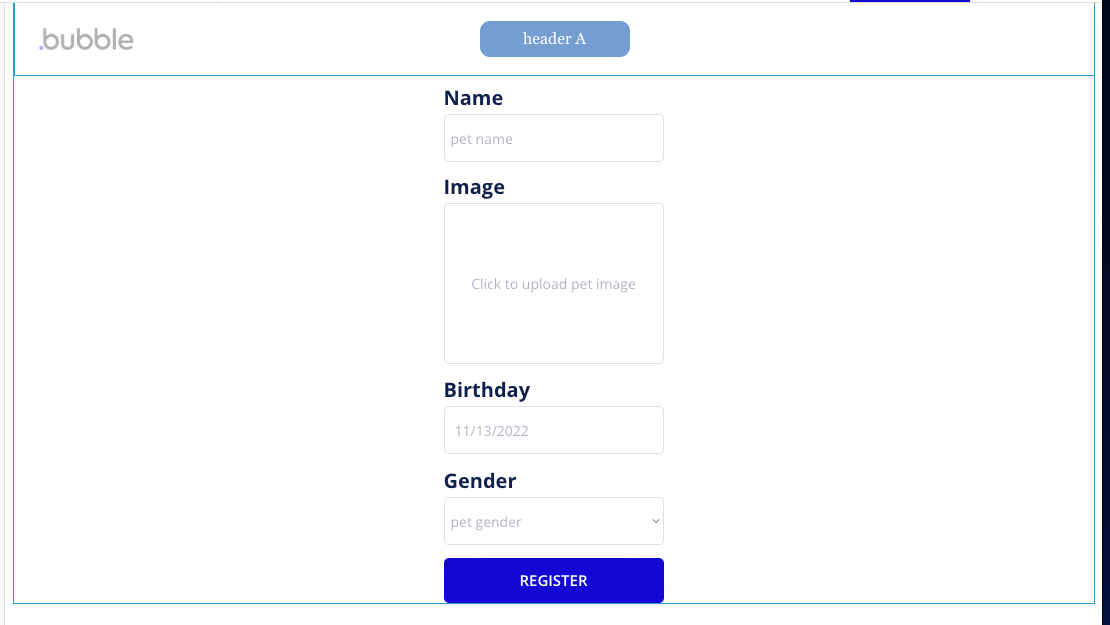 .bubble
header A
Name
pet name
Image
Click to upload pet image
Birthday
11/13/2022
Gender
pet gender
REGISTER